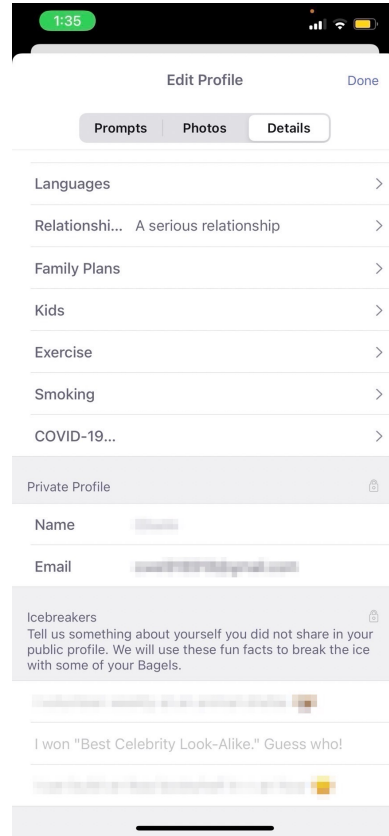 1:35
Edit Profile
Done
Prompts
Photos
Details
Languages
Relationshi... A serious relationship
Family Plans
Kids
Exercise
Smoking
COVID-19...
Private Profile
Name
Email
Icebreakers
Tell us something about yourself you did not share in your
public profile. We will use these fun facts to break the ice
with some of your Bagels.
I won "Best Celebrity Look-Alike." Guess who!